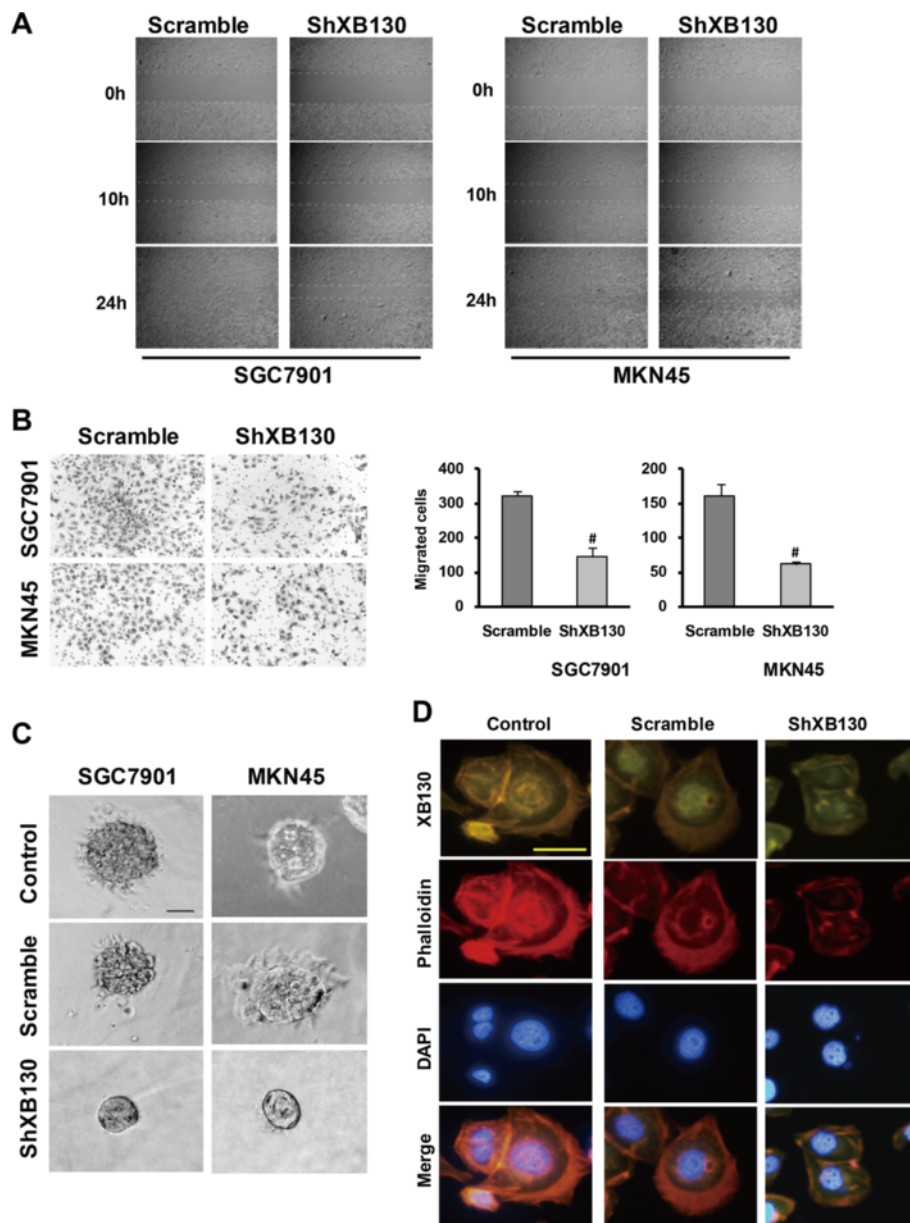 A
Scramble ShXB130 Scramble ShXB130
0h 0h
10h 10h
24h 24h
SGC7901 MKN45
B
Scramble ShXB130
SGC7901
MKN45
Migrated cells
400
300
200
100
0
Scramble ShXB130
#
SGC7901
200
150
100
50
0
Scramble ShXB130
#
MKN45
C
SGC7901 MKN45
Control
Scramble
ShXB130
D
Control Scramble ShXB130
XB130
Phalloidin
DAPI
Merge